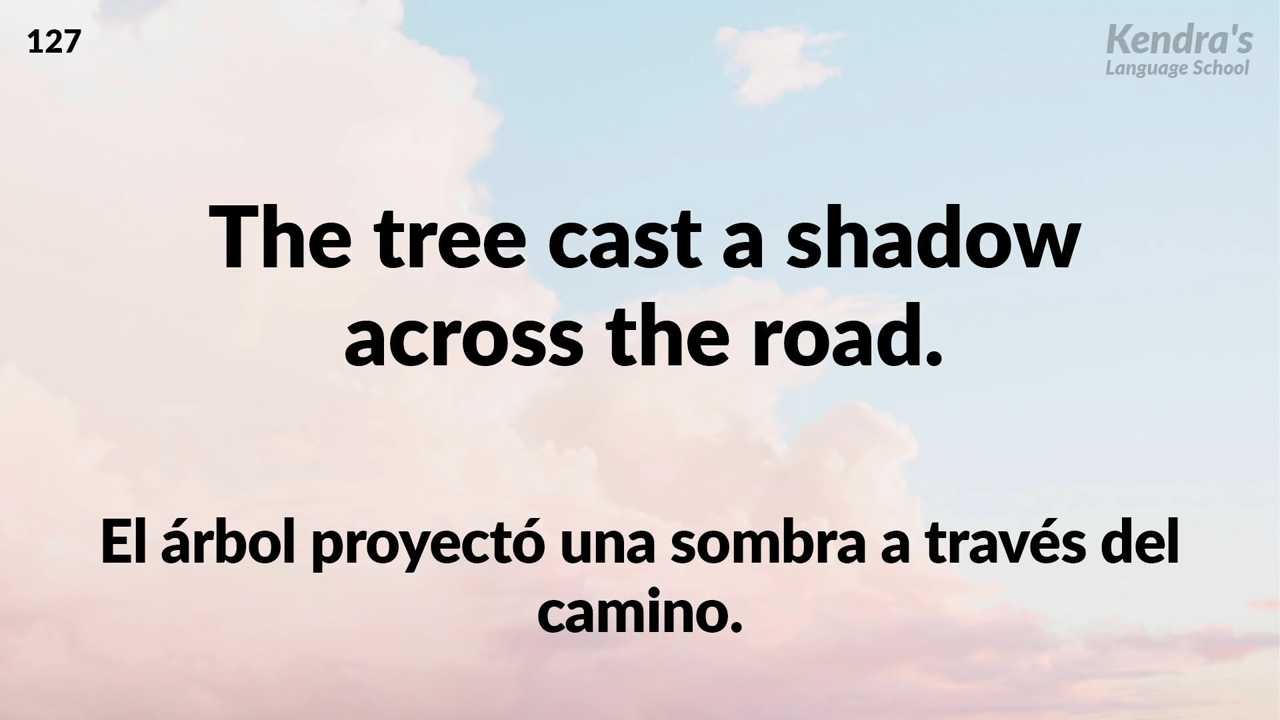 127
Kendra's
Language School
The tree cast a shadow
across the road.
El árbol proyectó una sombra a través del
camino.